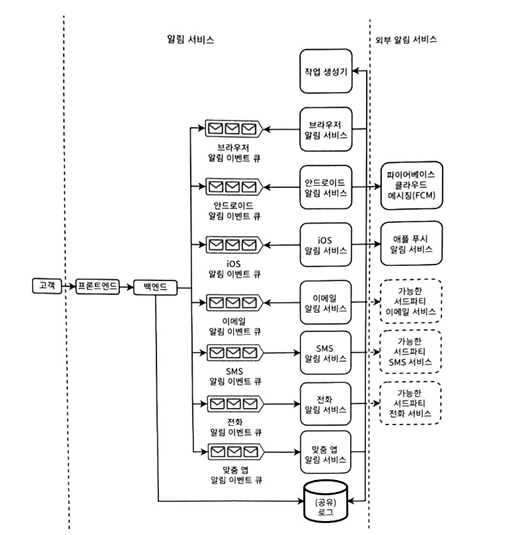 알림 서비스
외부 알림 서비스
작업 생성기
브라우저
알림 이벤트 큐
브라우저
알림 서비스
안드로이드
알림 이벤트 큐
안드로이드
알림 서비스
파이어베이스
클라우드
메시징(FCM)
iOS
알림 이벤트 큐
iOS
알림 서비스
애플 푸시
알림 서비스
고객
프론트엔드
백엔드
이메일
알림 이벤트 큐
이메일
알림 서비스
가능한
서드파티
이메일 서비스
SMS
알림 이벤트 큐
SMS
알림 서비스
가능한
서드파티
SMS 서비스
전화
알림 이벤트 큐
전화
알림 서비스
가능한
서드파티
전화 서비스
맞춤 앱
알림 이벤트 큐
맞춤 앱
알림 서비스
(공유)
로그